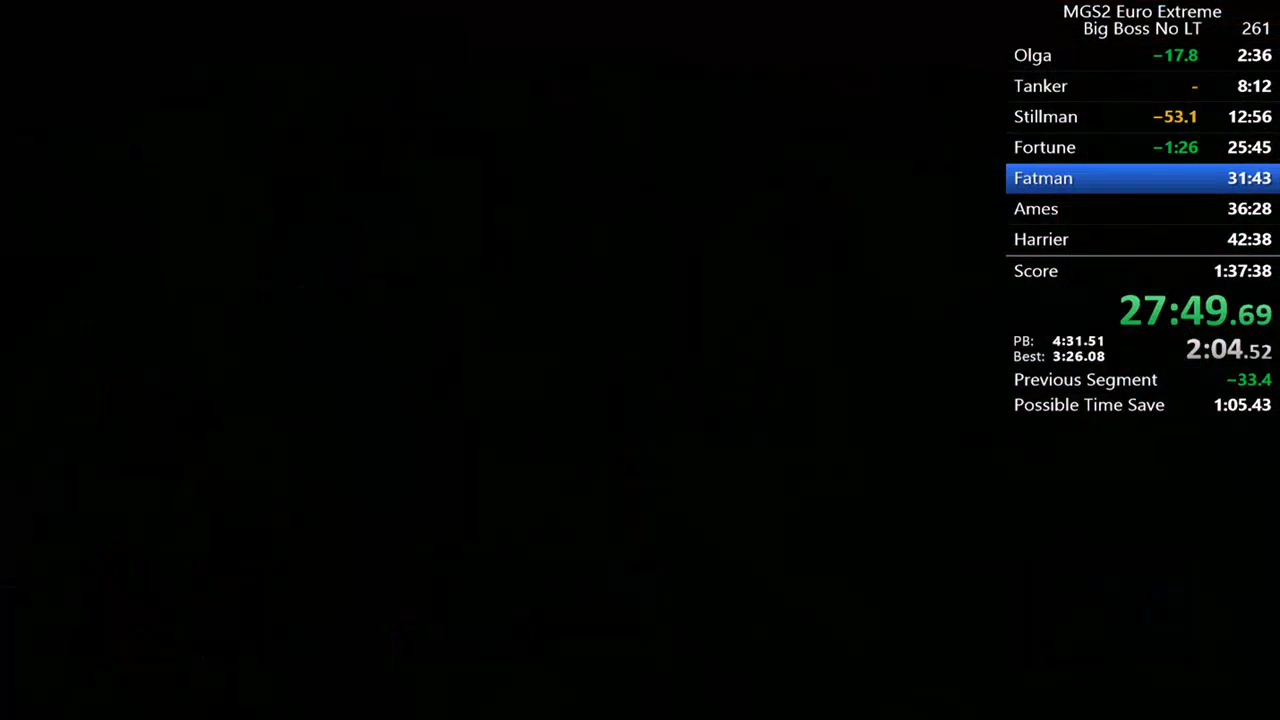 MGS2 Euro Extreme
Big Boss No LT 261
Olga −17.8 2:36
Tanker - 8:12
Stillman −53.1 12:56
Fortune −1:26 25:45
Fatman 31:43
Ames 36:28
Harrier 42:38
Score 1:37:38
27:49.69
PB: 4:31.51
Best: 3:26.08
2:04.52
Previous Segment −33.4
Possible Time Save 1:05.43